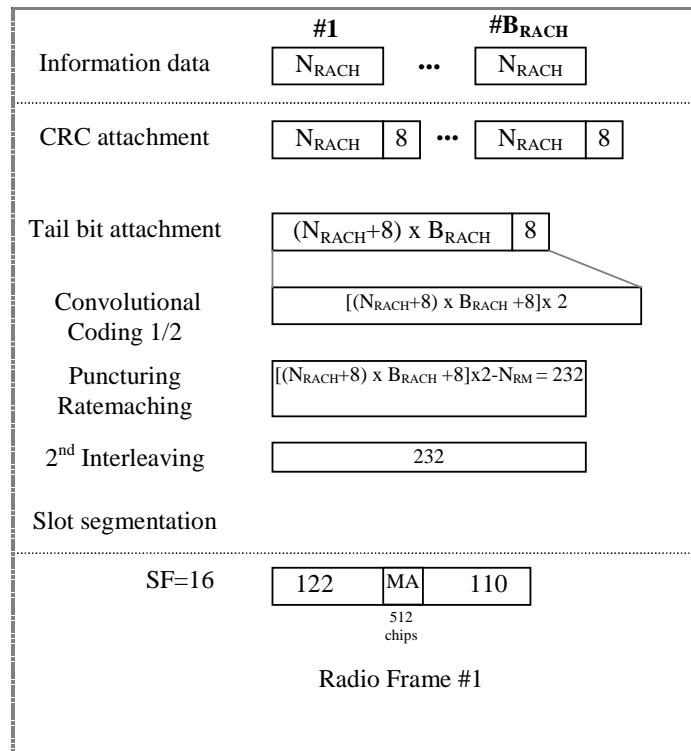 #1 #B_RACH
Information data N_RACH ... N_RACH
CRC attachment N_RACH 8 ... N_RACH 8
Tail bit attachment (N_RACH+8) x B_RACH 8
Convolutional
Coding 1/2
[(N_RACH+8) x B_RACH +8]x 2
Puncturing
Ratemaching
[(N_RACH+8) x B_RACH +8]x2-N_RM = 232
2nd Interleaving 232
Slot segmentation
SF=16 122 MA 110
512
chips
Radio Frame #1